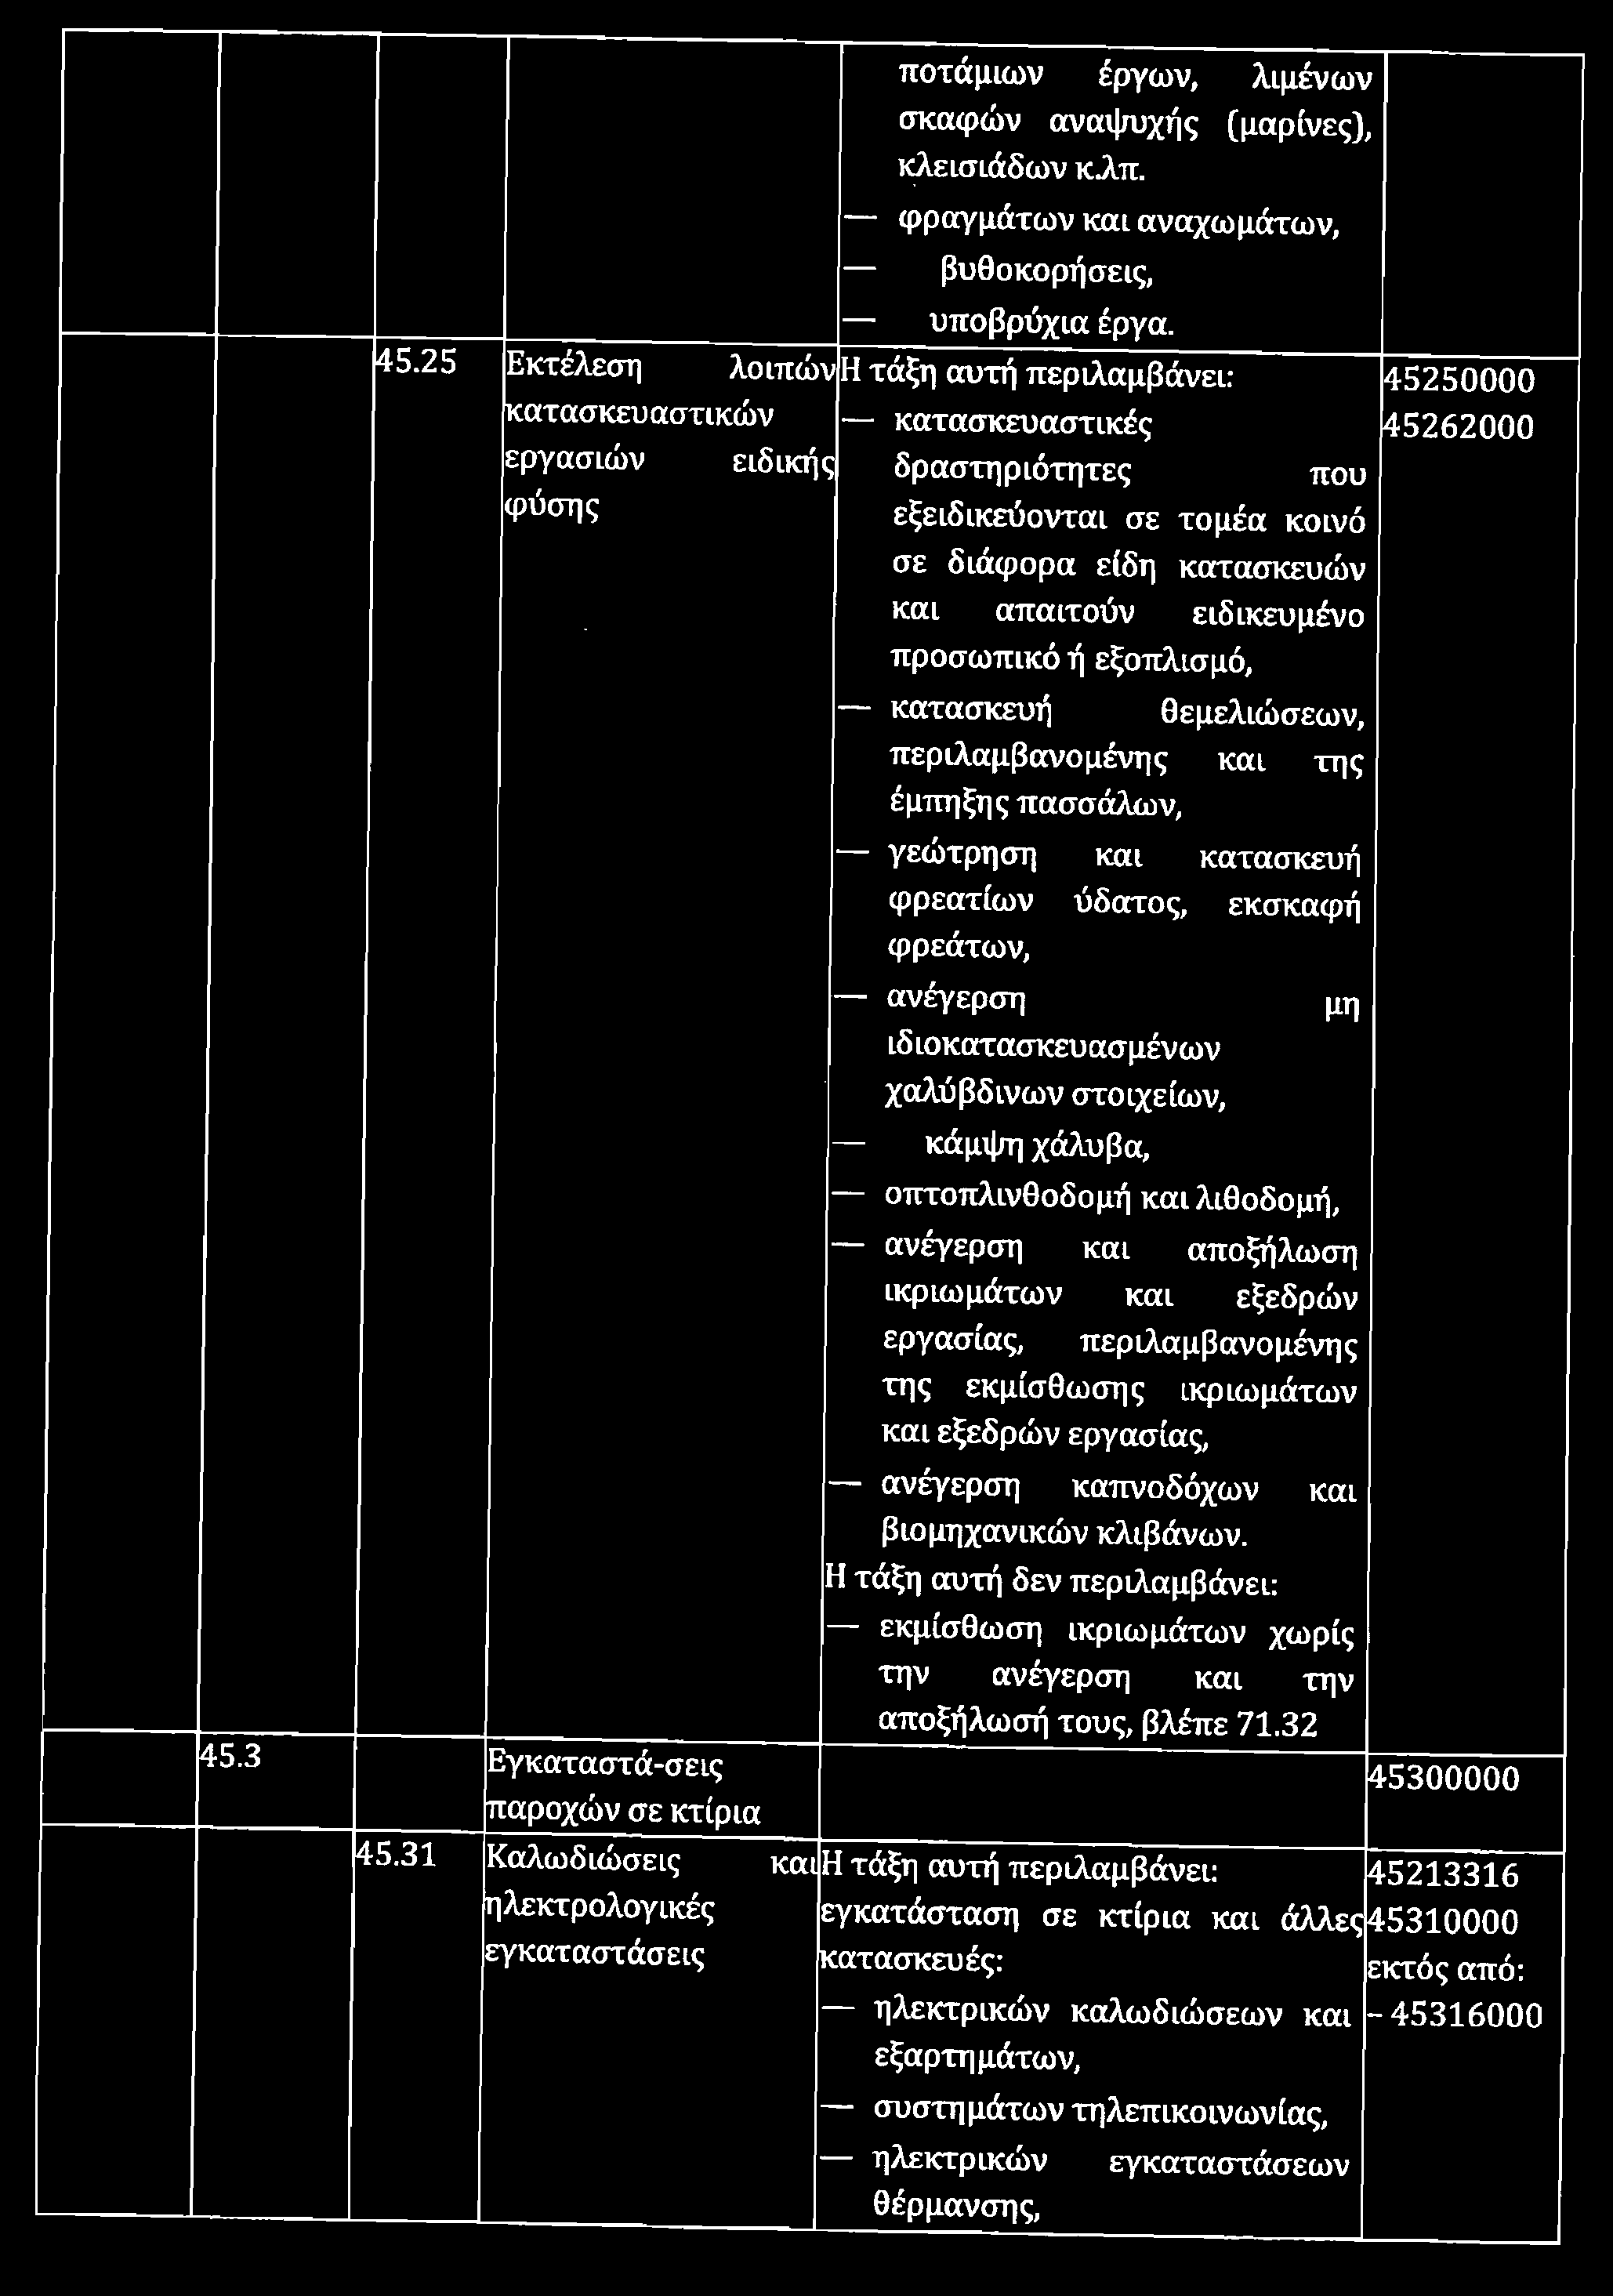 ποτάμιων έργων, λιμένων
σκαφών αναψυχής (μαρίνες),
κλεισιάδων κ.λπ.
— φραγμάτων και αναχωμάτων,
— βυθοκορήσεις,
— υποβρύχια έργα.
45.25
Εκτέλεση λοιπών
κατασκευαστικών
εργασιών ειδικής
φύσης
Η τάξη αυτή περιλαμβάνει:
— κατασκευαστικές
δραστηριότητες που
εξειδικεύονται σε τομέα κοινό
σε διάφορα είδη κατασκευών
και απαιτούν ειδικευμένο
προσωπικό ή εξοπλισμό,
— κατασκευή θεμελιώσεων,
περιλαμβανομένης και της
έμπηξης πασσάλων,
— γεώτρηση και κατασκευή
φρεατίων ύδατος, εκσκαφή
φρεάτων,
— ανέγερση μη
ιδιοκατασκευασμένων
χαλύβδινων στοιχείων,
— κάμψη χάλυβα,
— οπτοπλινθοδομή και λιθοδομή,
— ανέγερση και αποξήλωση
ικριωμάτων και εξεδρών
εργασίας, περιλαμβανομένης
της εκμίσθωσης ικριωμάτων
και εξεδρών εργασίας,
— ανέγερση καπνοδόχων και
βιομηχανικών κλιβάνων.
Η τάξη αυτή δεν περιλαμβάνει:
— εκμίσθωση ικριωμάτων χωρίς
την ανέγερση και την
αποξήλωσή τους, βλέπε 71.32
45250000
45262000
45.3
Εγκαταστά-σεις
παροχών σε κτίρια
45300000
45.31
Καλωδιώσεις και
ηλεκτρολογικές
εγκαταστάσεις
Η τάξη αυτή περιλαμβάνει:
εγκατάσταση σε κτίρια και άλλες
κατασκευές:
— ηλεκτρικών καλωδιώσεων και
εξαρτημάτων,
— συστημάτων τηλεπικοινωνίας,
— ηλεκτρικών εγκαταστάσεων
θέρμανσης,
45213316
45310000
εκτός από:
- 45316000